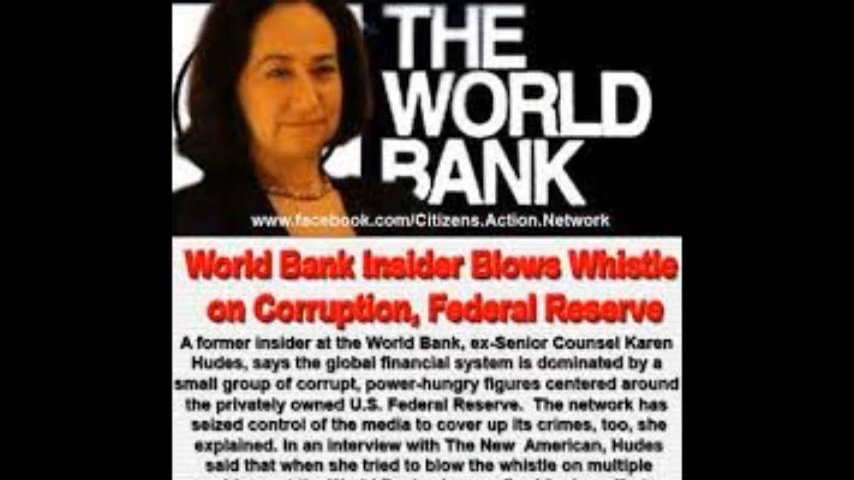 THE
WORLD
BANK
www.facebook.com/Citizens.Action.Network
World Bank Insider Blows Whistle
on Corruption, Federal Reserve
A former insider at the World Bank, ex-Senior Counsel Karen
Hudes, says the global financial system is dominated by a
small group of corrupt, power-hungry figures centered around
the privately owned U.S. Federal Reserve. The network has
seized control of the media to cover up its crimes, too, she
explained. In an interview with The New American, Hudes
said that when she tried to blow the whistle on multiple